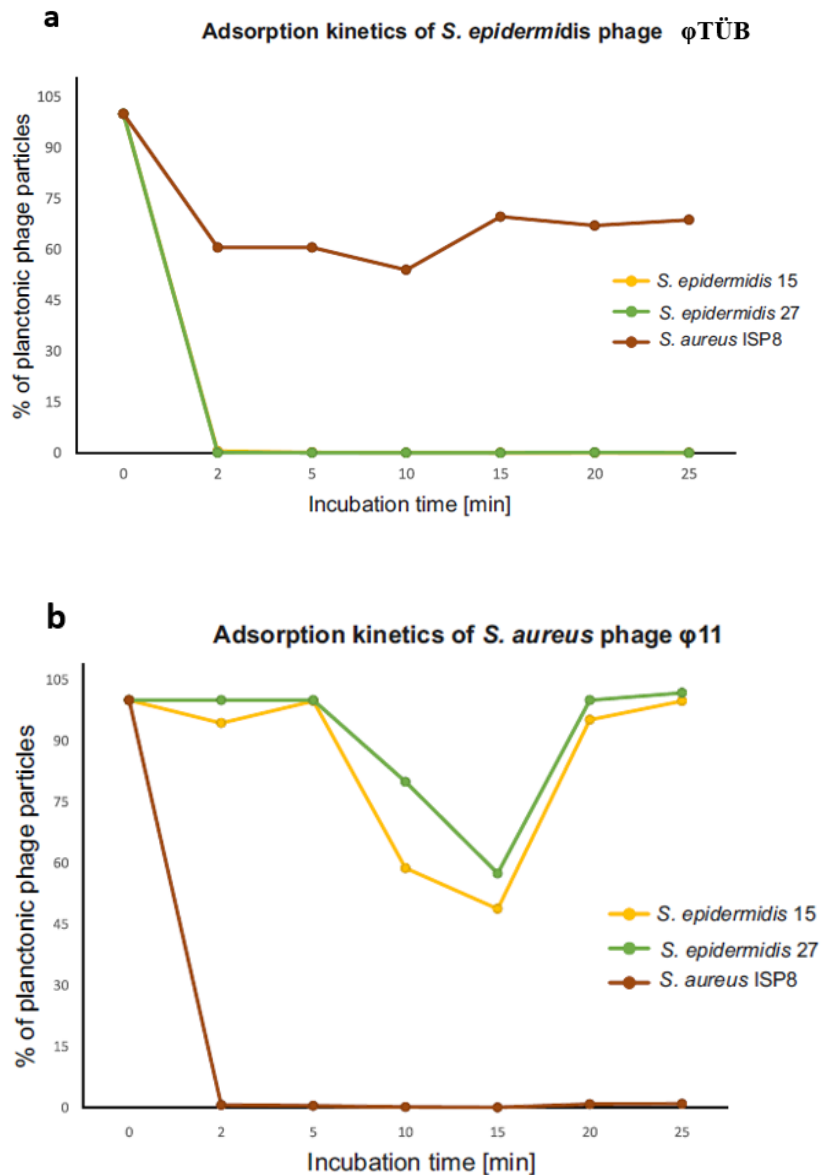 a
Adsorption kinetics of S. epidermidis phage φTÜB
% of planctonic phage particles
105
90
75
60
45
30
15
0
S. epidermidis 15
S. epidermidis 27
S. aureus ISP8
0 2 5 10 15 20 25
Incubation time [min]
b
Adsorption kinetics of S. aureus phage φ11
% of planctonic phage particles
105
90
75
60
45
30
15
0
S. epidermidis 15
S. epidermidis 27
S. aureus ISP8
0 2 5 10 15 20 25
Incubation time [min]